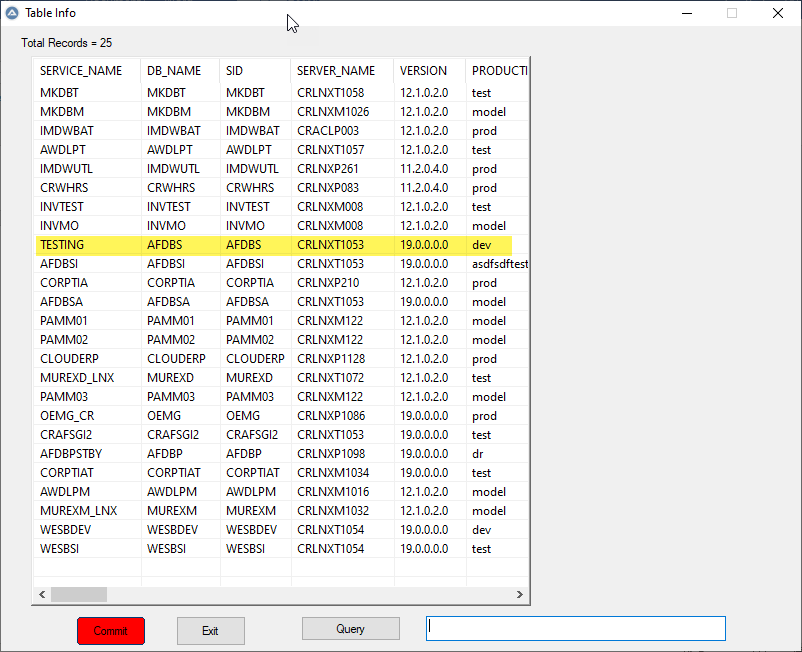 Table Info
Total Records = 25
SERVICE_NAME DB_NAME SID SERVER_NAME VERSION PRODUCTI
MKDBT MKDBT MKDBT CRLNXT1058 12.1.0.2.0 test
MKDBM MKDBM MKDBM CRLNXM1026 12.1.0.2.0 model
IMDWBAT IMDWBAT IMDWBAT CRACLP003 12.1.0.2.0 prod
AWDLPT AWDLPT AWDLPT CRLNXT1057 12.1.0.2.0 test
IMDWUTL IMDWUTL IMDWUTL CRLNXP261 11.2.0.4.0 prod
CRWHRS CRWHRS CRWHRS CRLNXP083 11.2.0.4.0 prod
INVTEST INVTEST INVTEST CRLNXM008 12.1.0.2.0 test
INVMO INVMO INVMO CRLNXM008 12.1.0.2.0 model
TESTING AFDBS AFDBS CRLNXT1053 19.0.0.0.0 dev
AFDBSI AFDBSI AFDBSI CRLNXT1053 19.0.0.0.0 asdfsdftest
CORPTIA CORPTIA CORPTIA CRLNXP210 12.1.0.2.0 prod
AFDBSA AFDBSA AFDBSA CRLNXT1053 19.0.0.0.0 model
PAMM01 PAMM01 PAMM01 CRLNXM122 12.1.0.2.0 model
PAMM02 PAMM02 PAMM02 CRLNXM122 12.1.0.2.0 model
CLOUDERP CLOUDERP CLOUDERP CRLNXP1128 12.1.0.2.0 prod
MUREXD_LNX MUREXD MUREXD CRLNXT1072 12.1.0.2.0 test
PAMM03 PAMM03 PAMM03 CRLNXM122 12.1.0.2.0 model
OEMG_CR OEMG OEMG CRLNXP1086 19.0.0.0.0 prod
CRAFSGI2 CRAFSGI2 CRAFSGI2 CRLNXT1053 19.0.0.0.0 test
AFDBPSTBY AFDBP AFDBP CRLNXP1098 19.0.0.0.0 dr
CORPTIAT CORPTIAT CORPTIAT CRLNXM1034 12.1.0.2.0 test
AWDLPM AWDLPM AWDLPM CRLNXM1016 12.1.0.2.0 model
MUREXM_LNX MUREXM MUREXM CRLNXM1032 12.1.0.2.0 model
WESBDEV WESBDEV WESBDEV CRLNXT1054 19.0.0.0.0 dev
WESBSI WESBSI WESBSI CRLNXT1054 19.0.0.0.0 test
Commit Exit Query